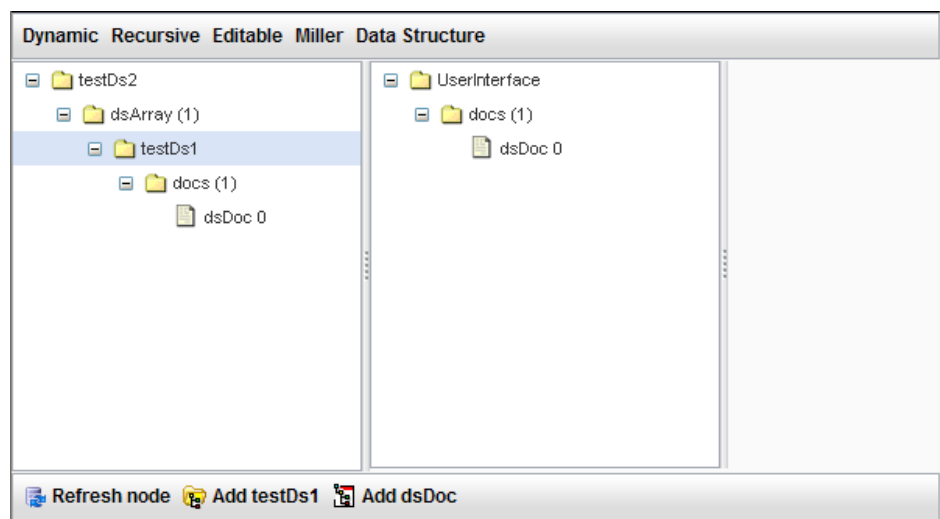 Dynamic Recursive Editable Miller Data Structure
testDs2
dsArray (1)
testDs1
docs (1)
dsDoc 0
UserInterface
docs (1)
dsDoc 0
Refresh node Add testDs1 Add dsDoc